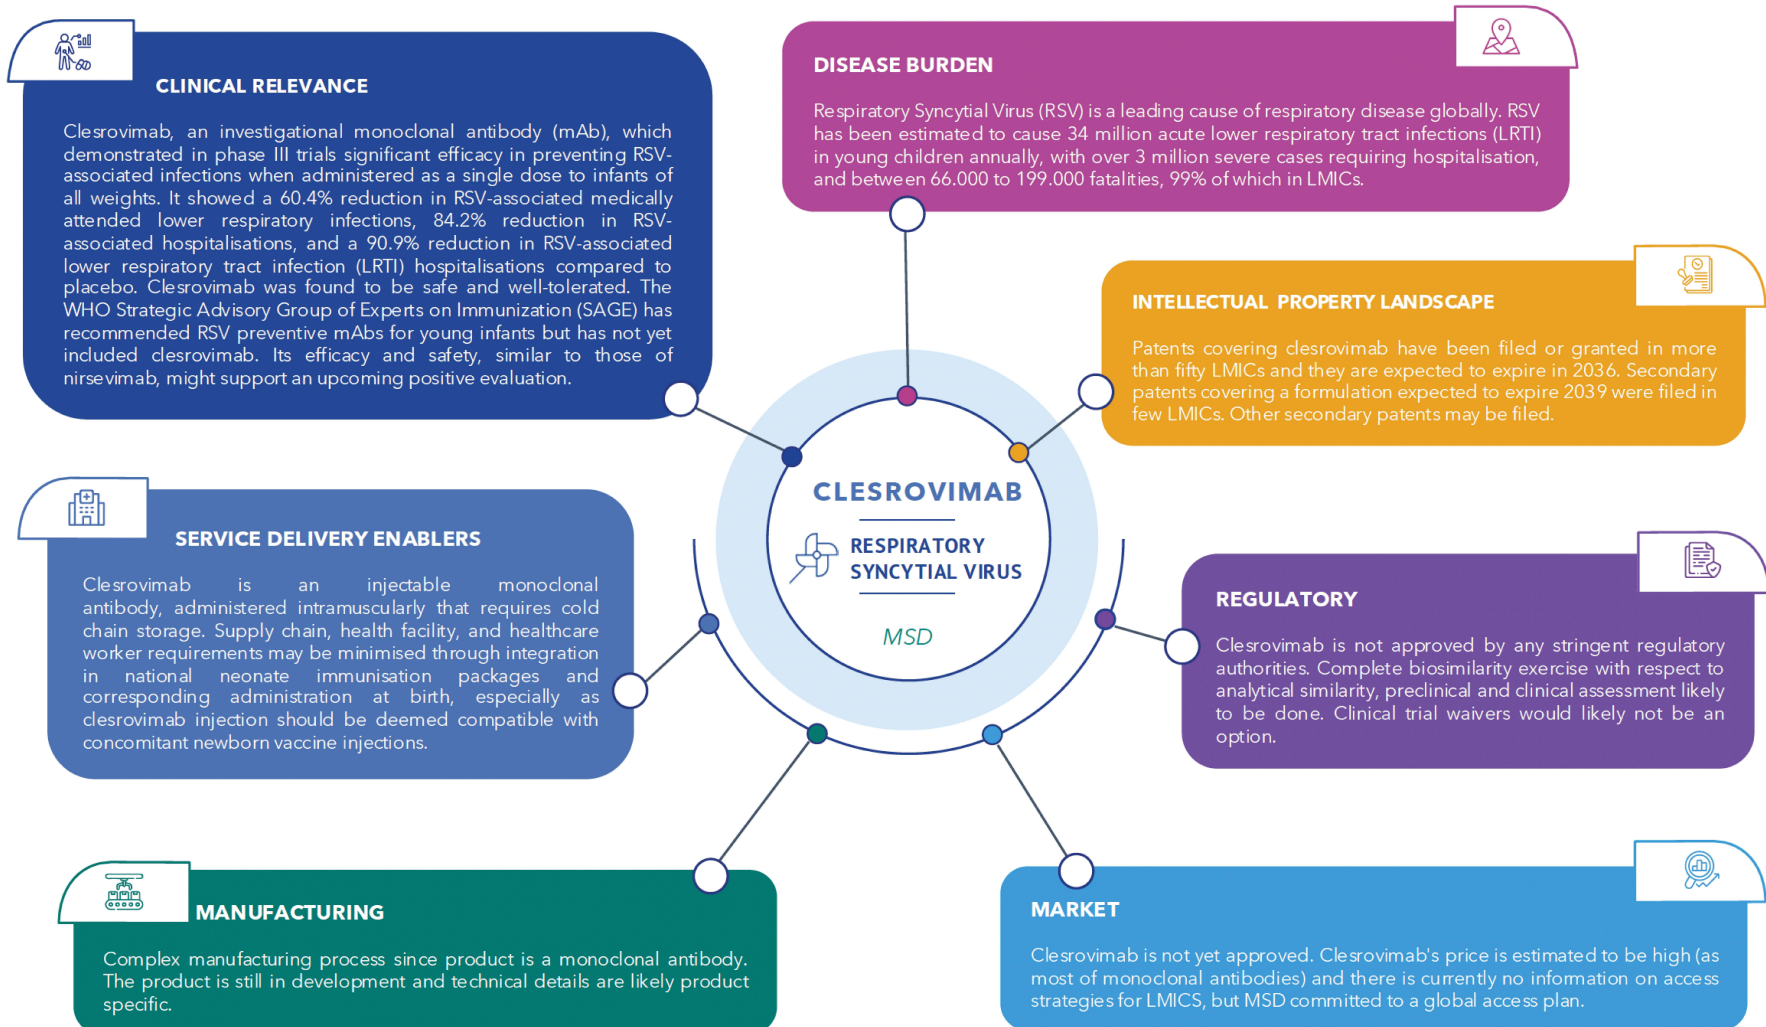 CLINICAL RELEVANCE
Clesrovimab, an investigational monoclonal antibody (mAb), which
demonstrated in phase III trials significant efficacy in preventing RSV-
associated infections when administered as a single dose to infants of
all weights. It showed a 60.4% reduction in RSV-associated medically
attended lower respiratory infections, 84.2% reduction in RSV-
associated hospitalisations, and a 90.9% reduction in RSV-associated
lower respiratory tract infection (LRTI) hospitalisations compared to
placebo. Clesrovimab was found to be safe and well-tolerated. The
WHO Strategic Advisory Group of Experts on Immunization (SAGE) has
recommended RSV preventive mAbs for young infants but has not yet
included clesrovimab. Its efficacy and safety, similar to those of
nirsevimab, might support an upcoming positive evaluation.
DISEASE BURDEN
Respiratory Syncytial Virus (RSV) is a leading cause of respiratory disease globally. RSV
has been estimated to cause 34 million acute lower respiratory tract infections (LRTI)
in young children annually, with over 3 million severe cases requiring hospitalisation,
and between 66.000 to 199.000 fatalities, 99% of which in LMICs.
INTELLECTUAL PROPERTY LANDSCAPE
Patents covering clesrovimab have been filed or granted in more
than fifty LMICs and they are expected to expire in 2036. Secondary
patents covering a formulation expected to expire 2039 were filed in
few LMICs. Other secondary patents may be filed.
CLESROVIMAB
RESPIRATORY
SYNCYTIAL VIRUS
MSD
SERVICE DELIVERY ENABLERS
Clesrovimab is an injectable monoclonal
antibody, administered intramuscularly that requires cold
chain storage. Supply chain, health facility, and healthcare
worker requirements may be minimised through integration
in national neonate immunisation packages and
corresponding administration at birth, especially as
clesrovimab injection should be deemed compatible with
concomitant newborn vaccine injections.
REGULATORY
Clesrovimab is not approved by any stringent regulatory
authorities. Complete biosimilarity exercise with respect to
analytical similarity, preclinical and clinical assessment likely
to be done. Clinical trial waivers would likely not be an
option.
MANUFACTURING
Complex manufacturing process since product is a monoclonal antibody.
The product is still in development and technical details are likely product
specific.
MARKET
Clesrovimab is not yet approved. Clesrovimab's price is estimated to be high (as
most of monoclonal antibodies) and there is currently no information on access
strategies for LMICS, but MSD committed to a global access plan.